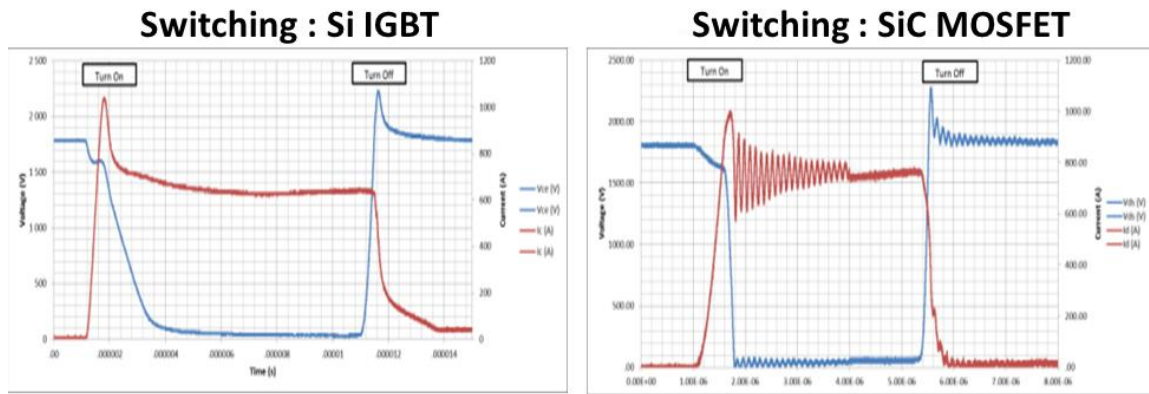 Switching : Si IGBT
Switching : SiC MOSFET
2 500
2 000
1 500
1 000
500
0
Voltage (V)
Turn On
Turn Off
1200
1000
800
600
400
200
0
Current (A)
Vce (V)
Vce (V)
Ic (A)
Ic (A)
.00 .000002 .000004 .000006 .000008 .00001 .000012 .000014
Time (s)
2500.00
2000.00
1500.00
1000.00
500.00
.00
Voltage (V)
Turn On
Turn Off
1200.00
1000.00
800.00
600.00
400.00
200.00
.00
Current (A)
Vds (V)
Vds (V)
Id (A)
Id (A)
0.00E+00 1.00E-06 2.00E-06 3.00E-06 4.00E-06 5.00E-06 6.00E-06 7.00E-06 8.00E-06